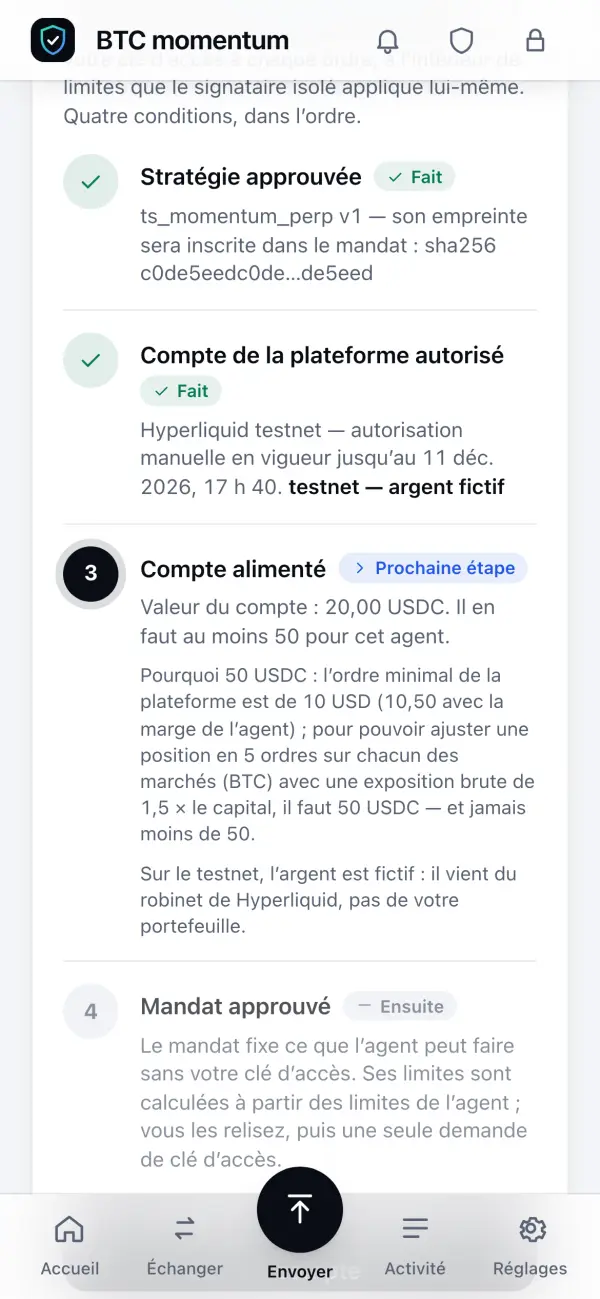 BTC momentum
limites que le signataire isolé applique lui-même.
Quatre conditions, dans l’ordre.
Stratégie approuvée
Fait
ts_momentum_perp v1 — son empreinte
sera inscrite dans le mandat : sha256
c0de5eedc0de…de5eed
Compte de la plateforme autorisé
Fait
Hyperliquid testnet — autorisation
manuelle en vigueur jusqu’au 11 déc.
2026, 17 h 40. testnet — argent fictif
3
Compte alimenté
Prochaine étape
Valeur du compte : 20,00 USDC. Il en
faut au moins 50 pour cet agent.
Pourquoi 50 USDC : l’ordre minimal de la
plateforme est de 10 USD (10,50 avec la
marge de l’agent) ; pour pouvoir ajuster une
position en 5 ordres sur chacun des
marchés (BTC) avec une exposition brute de
1,5 × le capital, il faut 50 USDC — et jamais
moins de 50.
Sur le testnet, l’argent est fictif : il vient du
robinet de Hyperliquid, pas de votre
portefeuille.
4
Mandat approuvé
Ensuite
Le mandat fixe ce que l’agent peut faire
sans votre clé d’accès. Ses limites sont
calculées à partir des limites de l’agent ;
vous les relisez, puis une seule demande
de clé d’accès.
Accueil
Échanger
Envoyer
Activité
Réglages